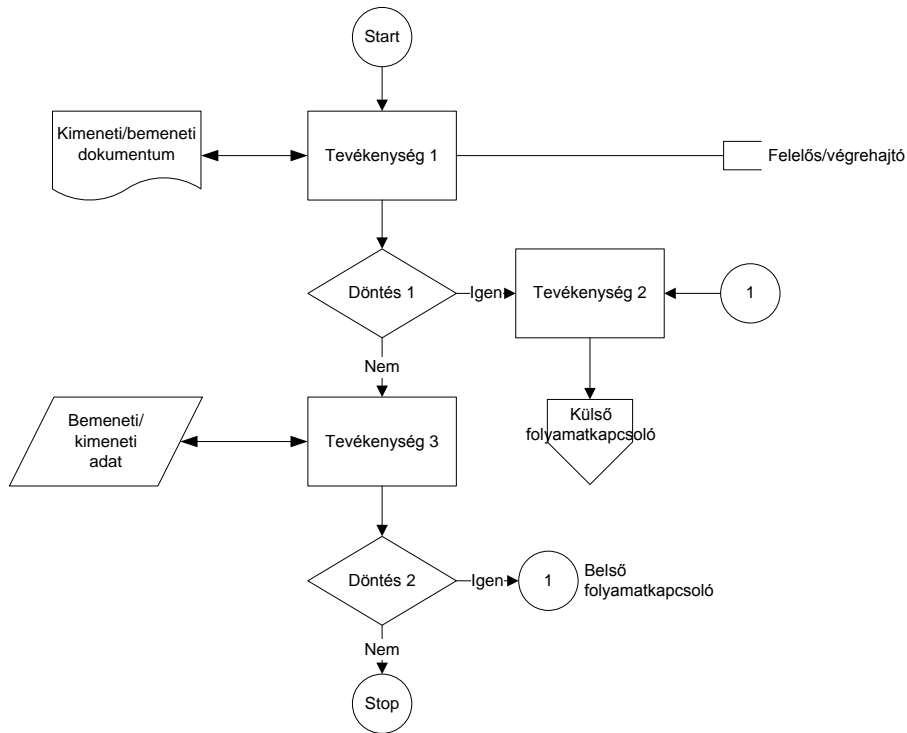 Start
Kimeneti/bemeneti
dokumentum
Tevékenység 1
Felelős/végrehajtó
Döntés 1
Igen
Tevékenység 2
1
Nem
Bemeneti/
kimeneti
adat
Tevékenység 3
Külső
folyamatkapcsoló
Döntés 2
Igen
1
Belső
folyamatkapcsoló
Nem
Stop